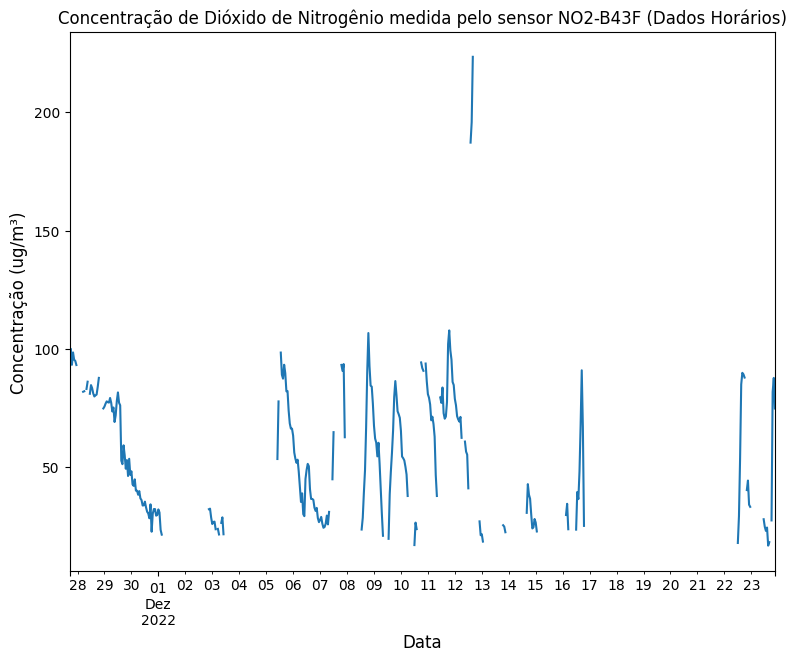 Concentração de Dióxido de Nitrogênio medida pelo sensor NO2-B43F (Dados Horários)
Concentração (ug/m³)
200
150
100
50
28 29 30 01 02 03 04 05 06 07 08 09 10 11 12 13 14 15 16 17 18 19 20 21 22 23
Dez
2022
Data